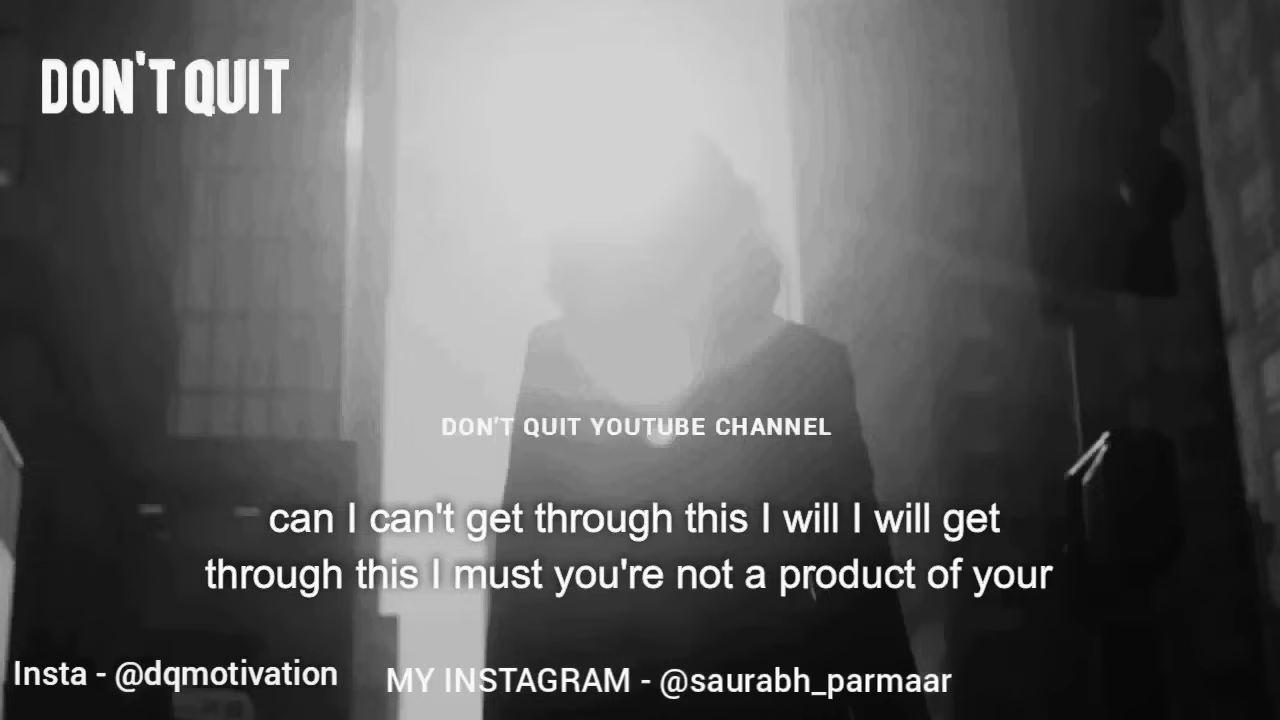 DON'T QUIT
DON'T QUIT YOUTUBE CHANNEL
can I can't get through this I will I will get
through this I must you're not a product of your
Insta - @dqmotivation
MY INSTAGRAM - @saurabh_parmaar